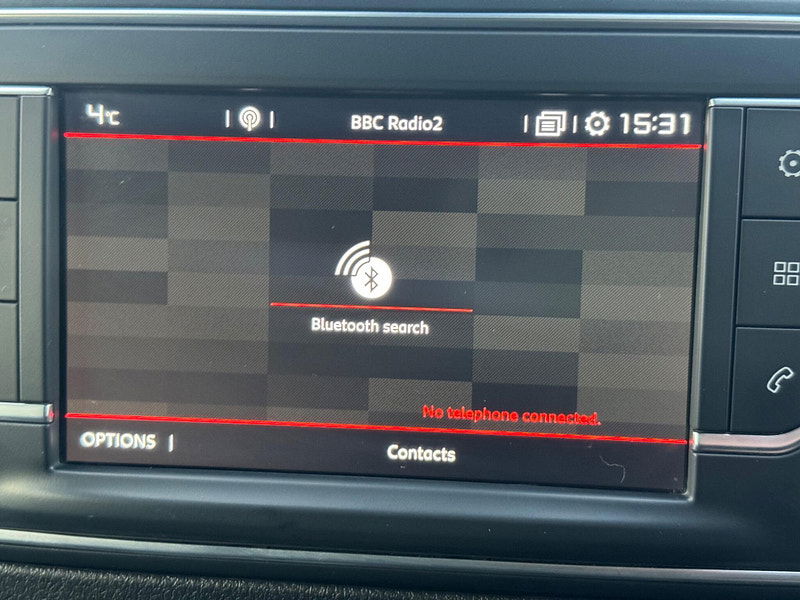 4°C
BBC Radio2
15:31
Bluetooth search
No telephone connected.
OPTIONS
Contacts